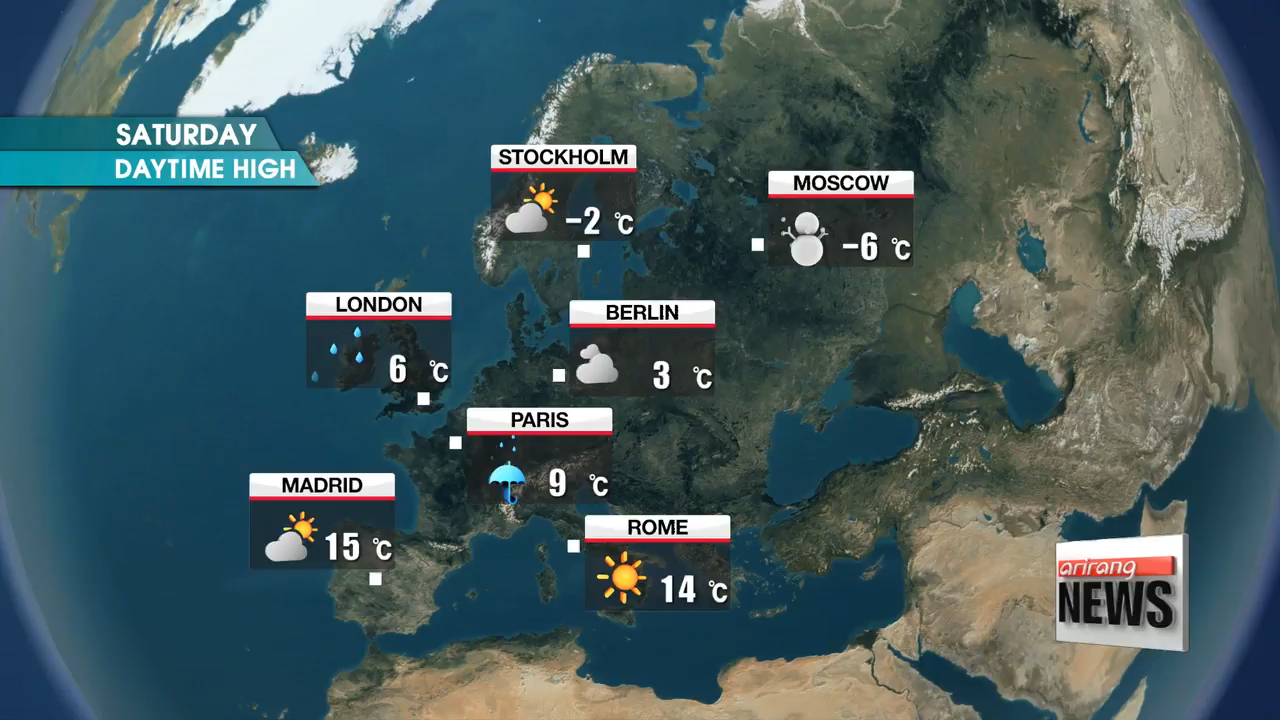 SATURDAY
DAYTIME HIGH
STOCKHOLM
-2 ℃
MOSCOW
-6 ℃
LONDON
6 ℃
BERLIN
3 ℃
PARIS
9 ℃
MADRID
15 ℃
ROME
14 ℃
arirang
NEWS